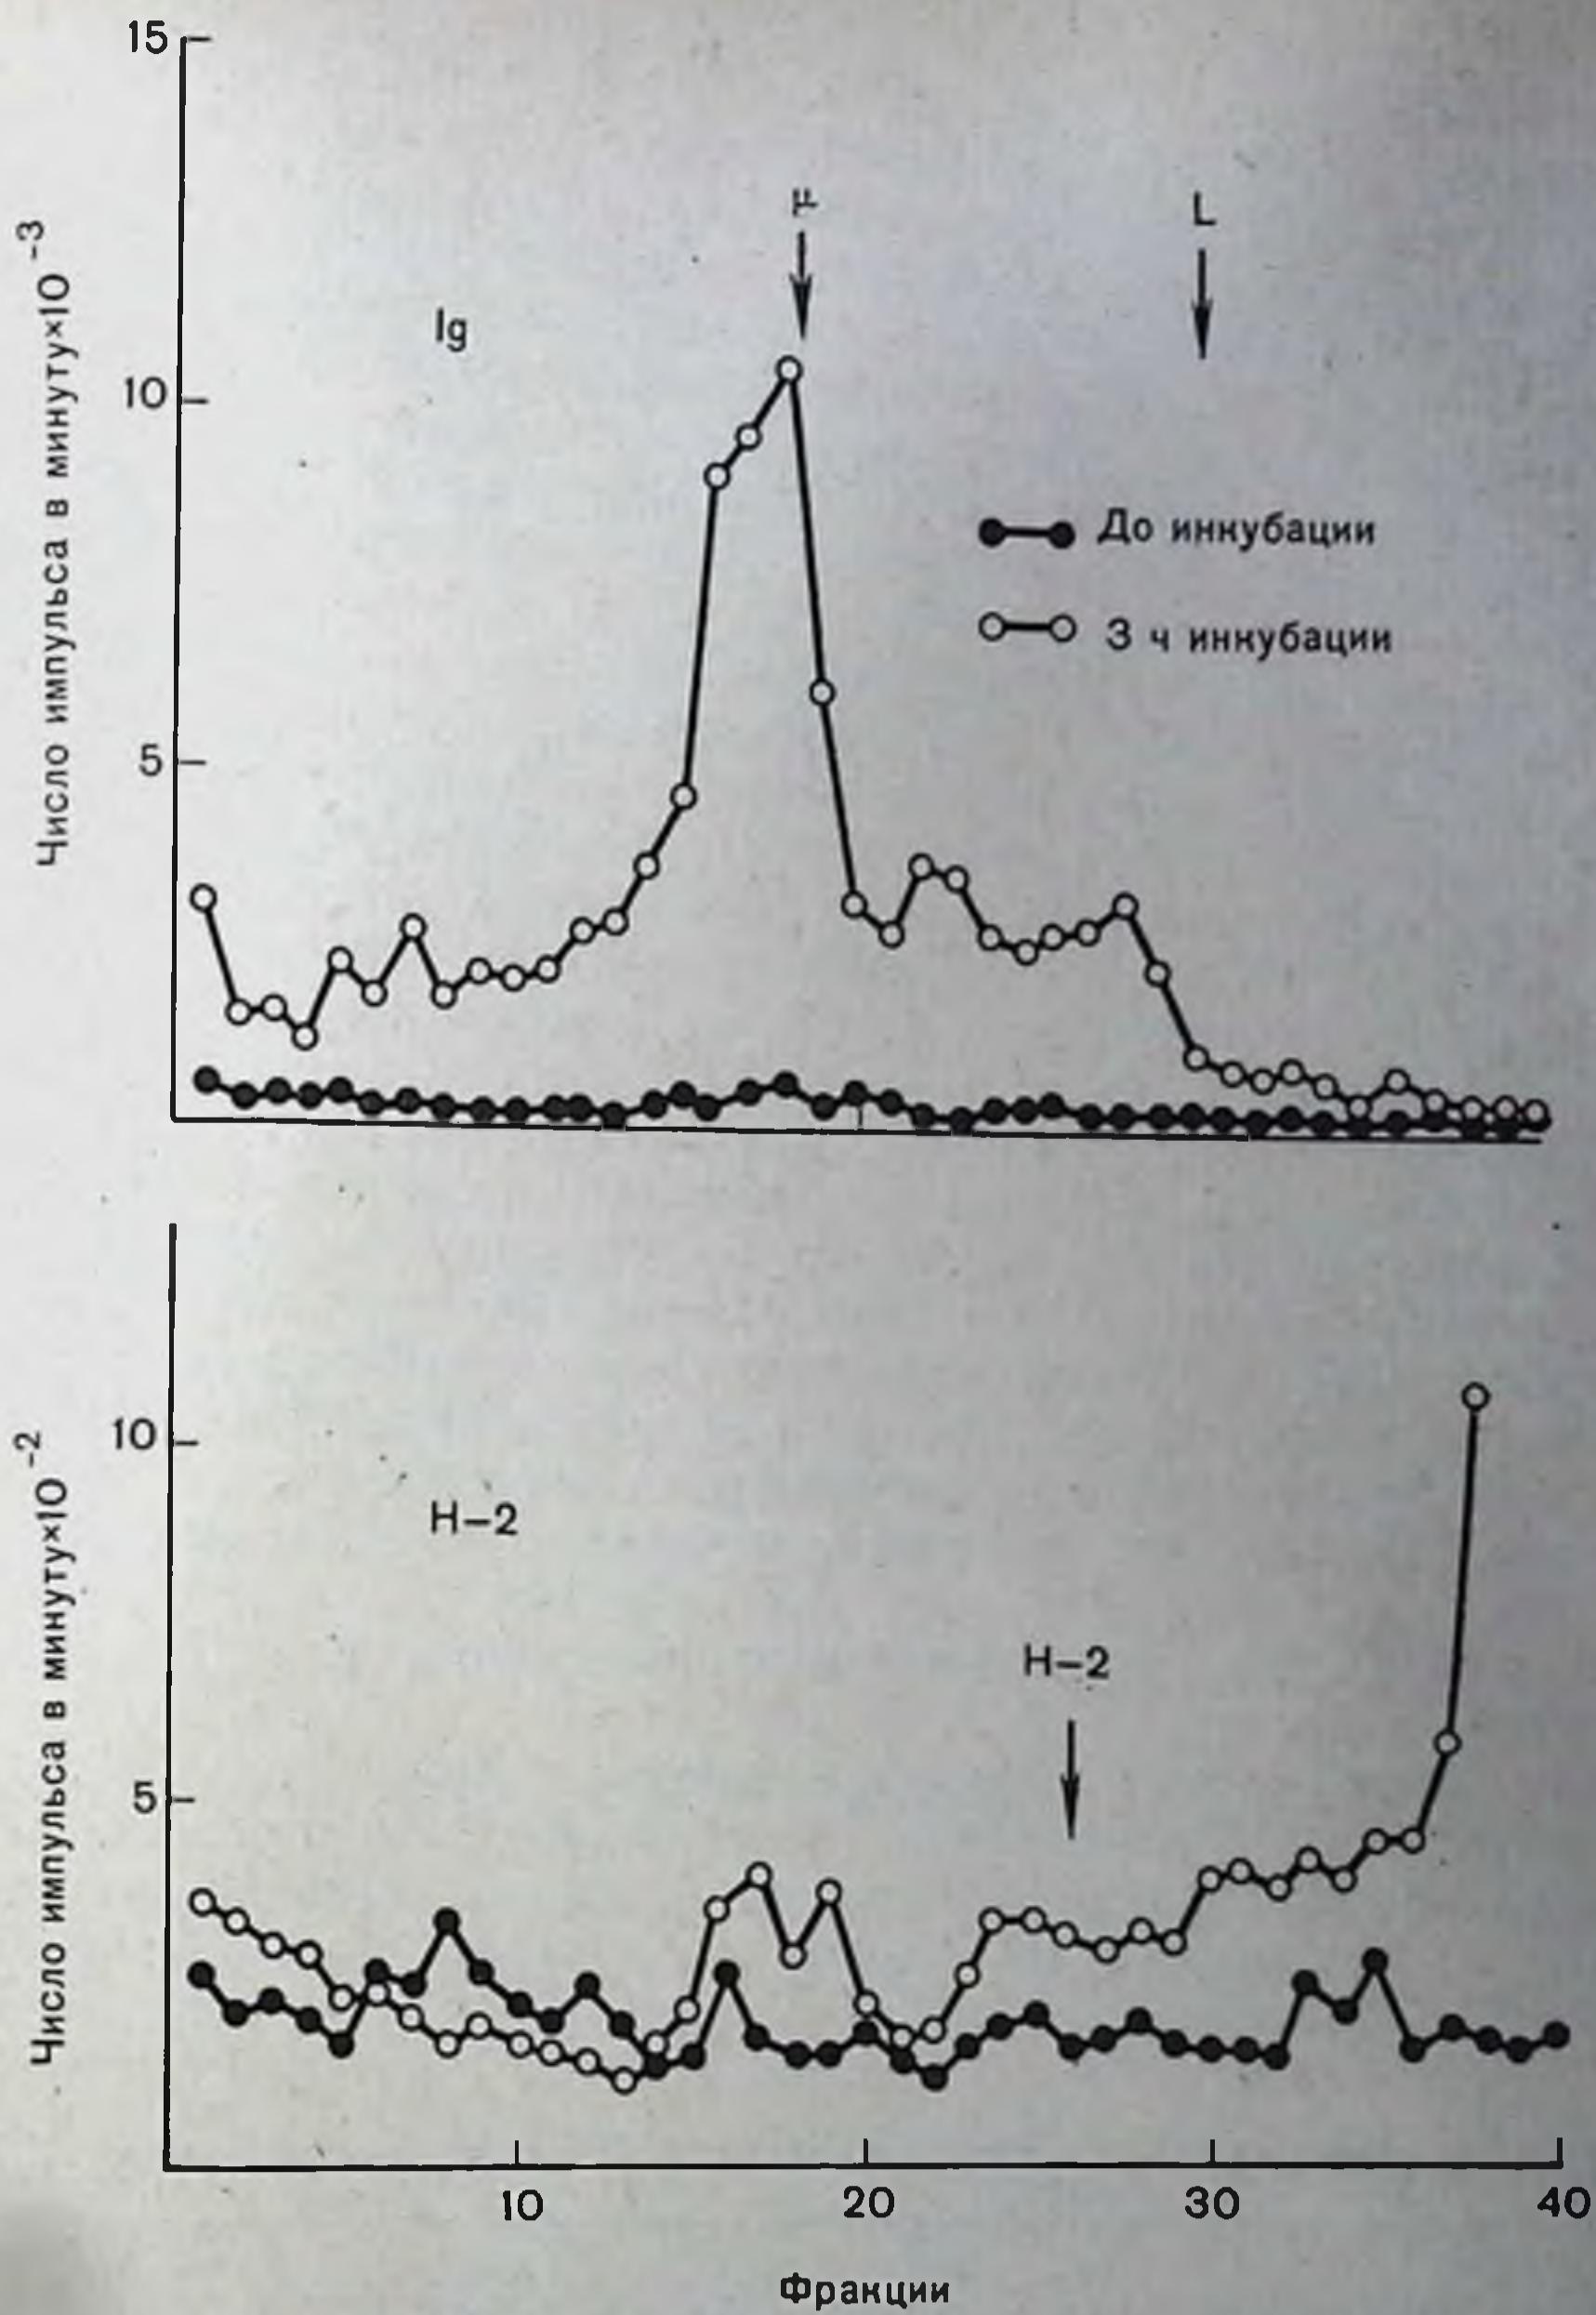 15
μ
L
Число импульса в минуту×10⁻³
Ig
10
До инкубации
3 ч инкубации
5
Число импульса в минуту×10⁻²
10
H–2
H–2
5
10 20 30 40
Фракции